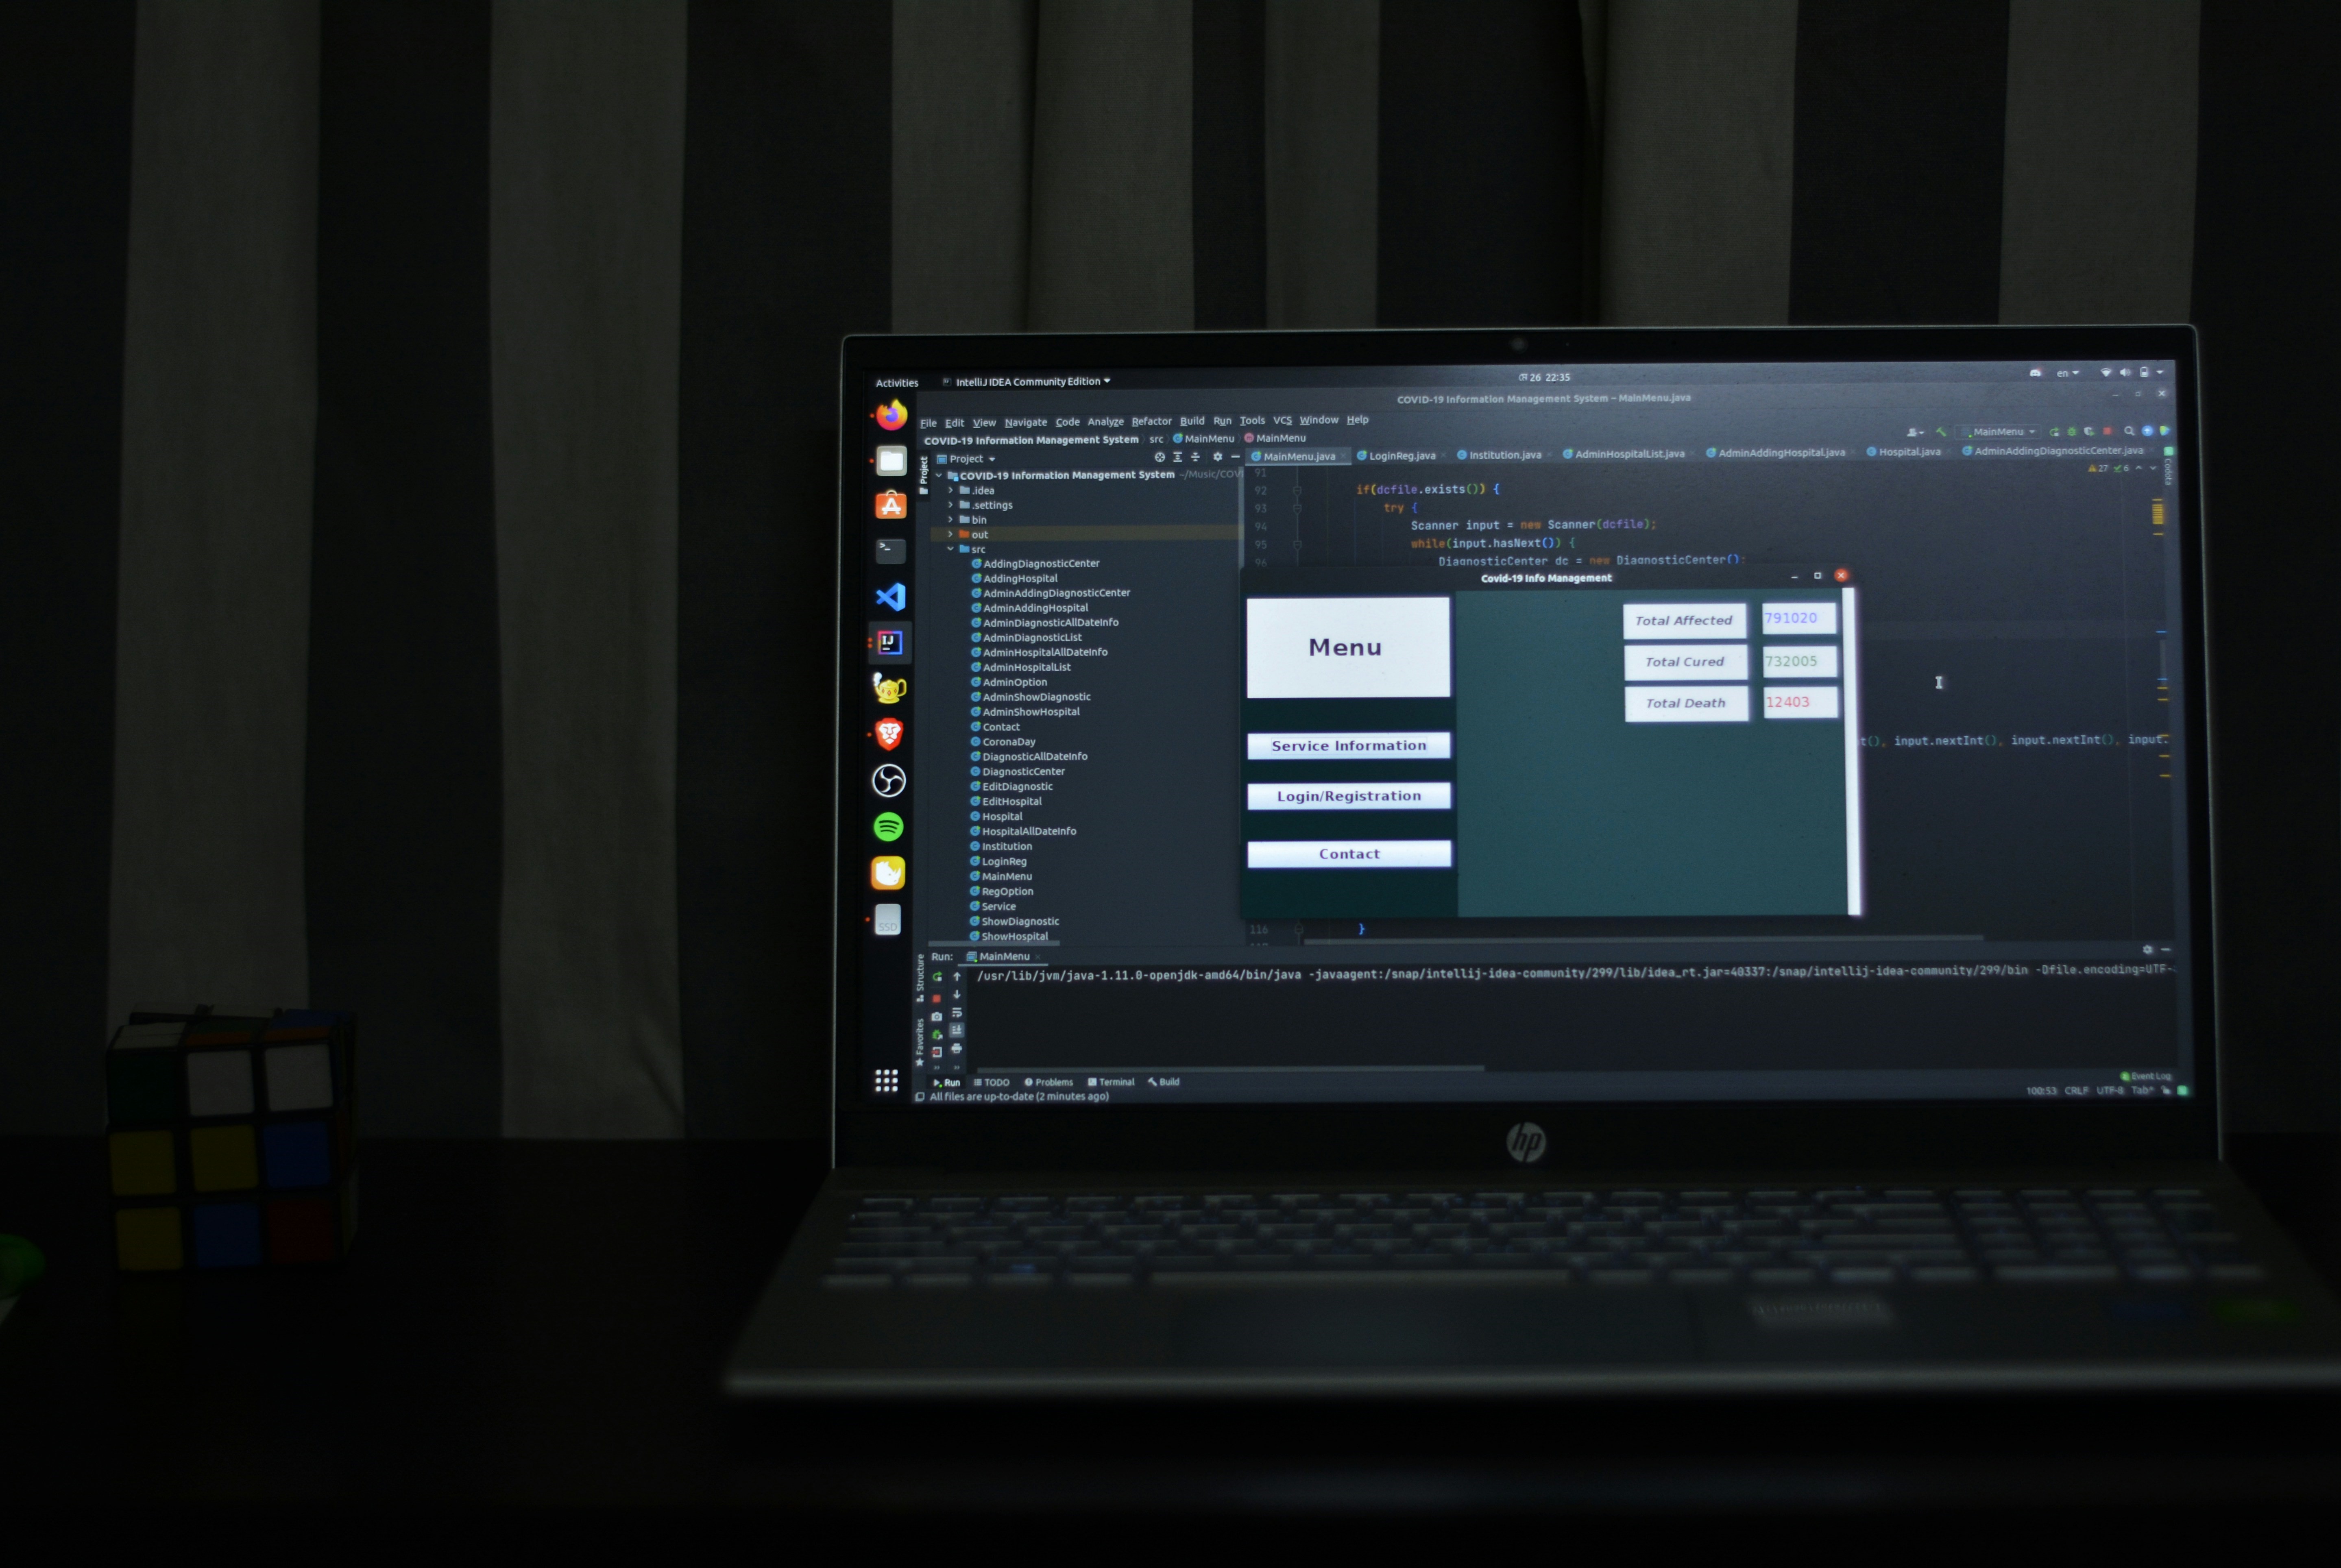 Activities IntelliJ IDEA Community Edition
মে 26 22:35
en
COVID-19 Information Management System – MainMenu.java
File Edit View Navigate Code Analyze Refactor Build Run Tools VCS Window Help
COVID-19 Information Management System src MainMenu MainMenu
MainMenu
Project
Project
MainMenu.java LoginReg.java Institution.java AdminHospitalList.java AdminAddingHospital.java Hospital.java AdminAddingDiagnosticCenter.java
27 6
Codota
COVID-19 Information Management System ~/Music/COVI
.idea
.settings
bin
out
src
AddingDiagnosticCenter
AddingHospital
AdminAddingDiagnosticCenter
AdminAddingHospital
AdminDiagnosticAllDateInfo
AdminDiagnosticList
AdminHospitalAllDateInfo
AdminHospitalList
AdminOption
AdminShowDiagnostic
AdminShowHospital
Contact
CoronaDay
DiagnosticAllDateInfo
DiagnosticCenter
EditDiagnostic
EditHospital
Hospital
HospitalAllDateInfo
Institution
LoginReg
MainMenu
RegOption
Service
ShowDiagnostic
ShowHospital
91
92 if(dcfile.exists()) {
93 try {
94 Scanner input = new Scanner(dcfile);
95 while(input.hasNext()) {
96 DiagnosticCenter dc = new DiagnosticCenter();
t(), input.nextInt(), input.nextInt(), input.
116 }
Covid-19 Info Management
Menu
Service Information
Login/Registration
Contact
Total Affected 791020
Total Cured 732005
Total Death 12403
IJ
SSD
Structure
Favorites
Run: MainMenu
/usr/lib/jvm/java-1.11.0-openjdk-amd64/bin/java -javaagent:/snap/intellij-idea-community/299/lib/idea_rt.jar=40337:/snap/intellij-idea-community/299/bin -Dfile.encoding=UTF-
Run TODO Problems Terminal Build
Event Log
All files are up-to-date (2 minutes ago)
100:53 CRLF UTF-8 Tab*
hp